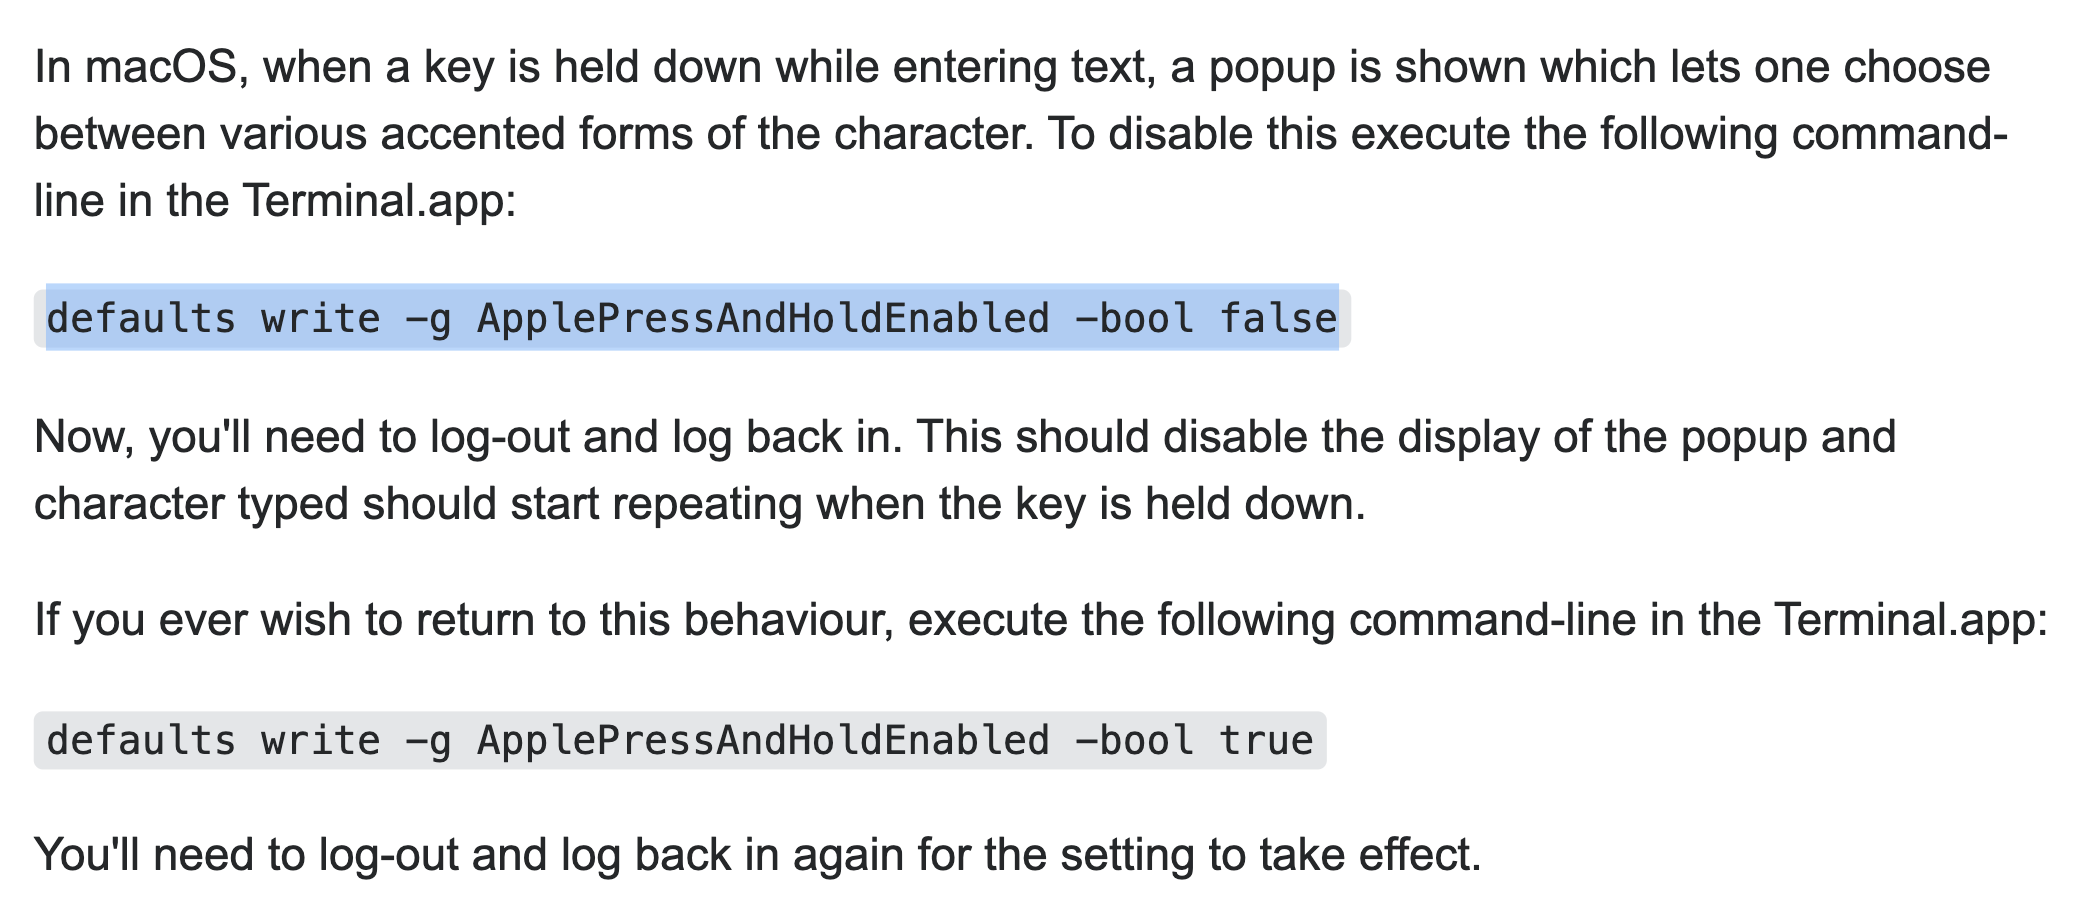 In macOS, when a key is held down while entering text, a popup is shown which lets one choose
between various accented forms of the character. To disable this execute the following command-
line in the Terminal.app:
defaults write -g ApplePressAndHoldEnabled -bool false
Now, you'll need to log-out and log back in. This should disable the display of the popup and
character typed should start repeating when the key is held down.
If you ever wish to return to this behaviour, execute the following command-line in the Terminal.app:
defaults write -g ApplePressAndHoldEnabled -bool true
You'll need to log-out and log back in again for the setting to take effect.